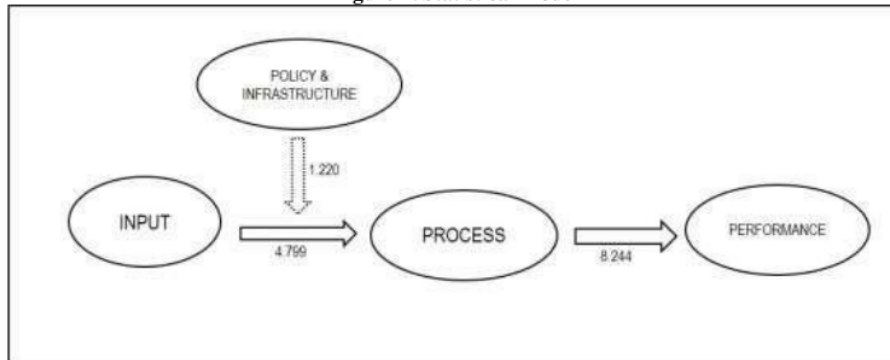 POLICY &
INFRASTRUCTURE
1.220
INPUT
4.799
PROCESS
8.244
PERFORMANCE